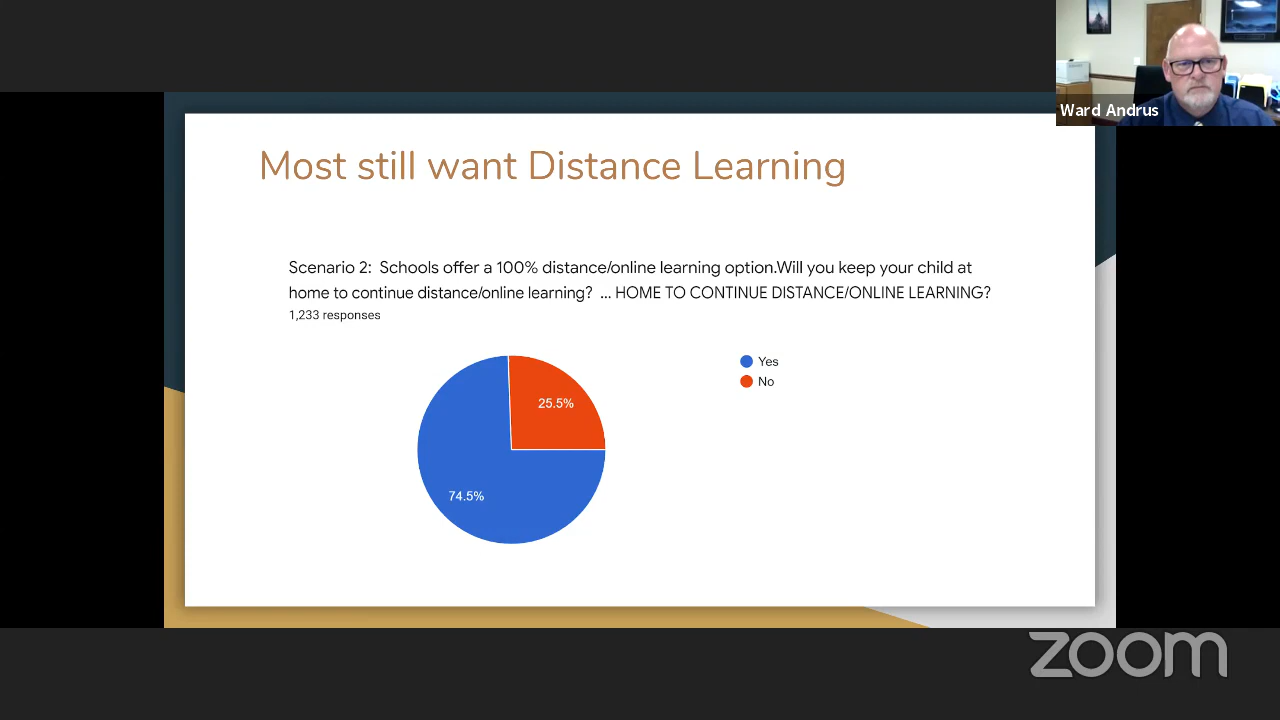 Ward Andrus
Most still want Distance Learning
Scenario 2:  Schools offer a 100% distance/online learning option.Will you keep your child at
home to continue distance/online learning?  ... HOME TO CONTINUE DISTANCE/ONLINE LEARNING?
1,233 responses
Yes
No
25.5%
74.5%
zoom